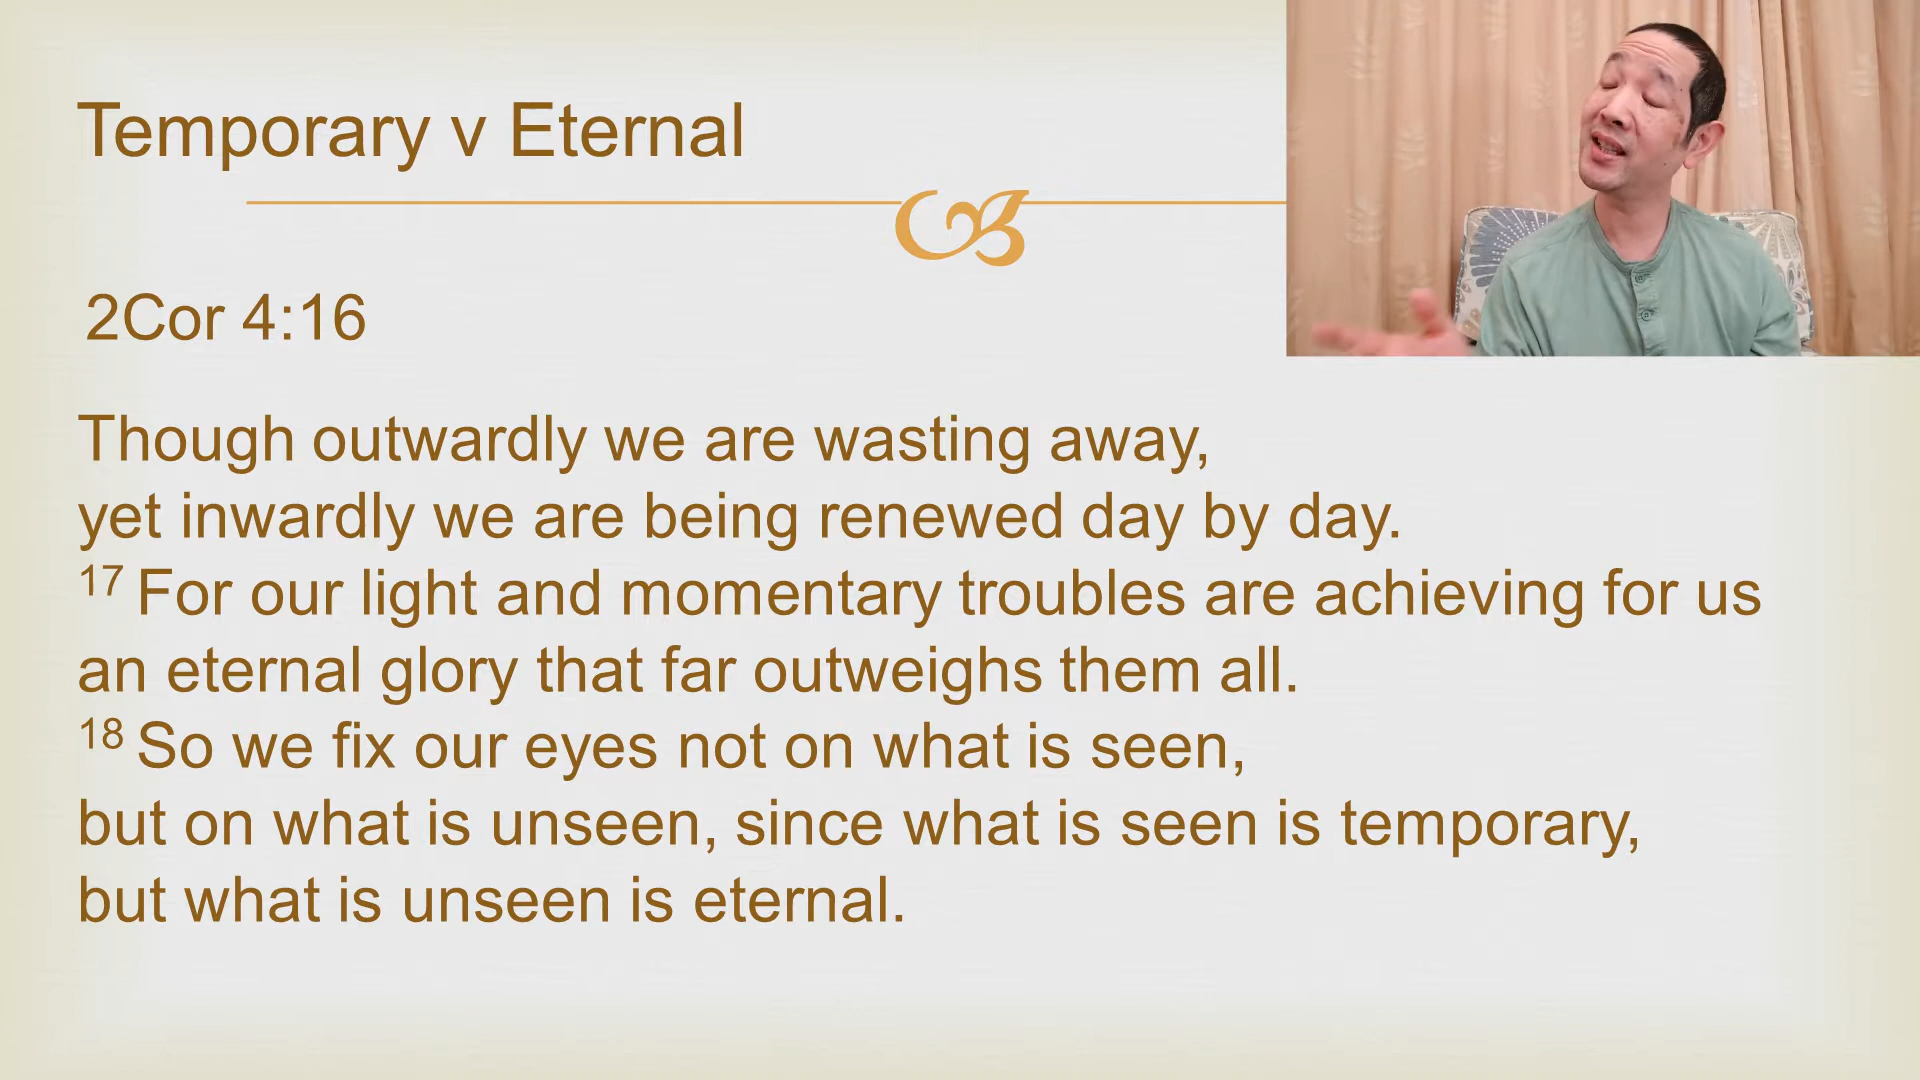 Temporary v Eternal
2Cor 4:16
Though outwardly we are wasting away,
yet inwardly we are being renewed day by day.
17 For our light and momentary troubles are achieving for us
an eternal glory that far outweighs them all.
18 So we fix our eyes not on what is seen,
but on what is unseen, since what is seen is temporary,
but what is unseen is eternal.